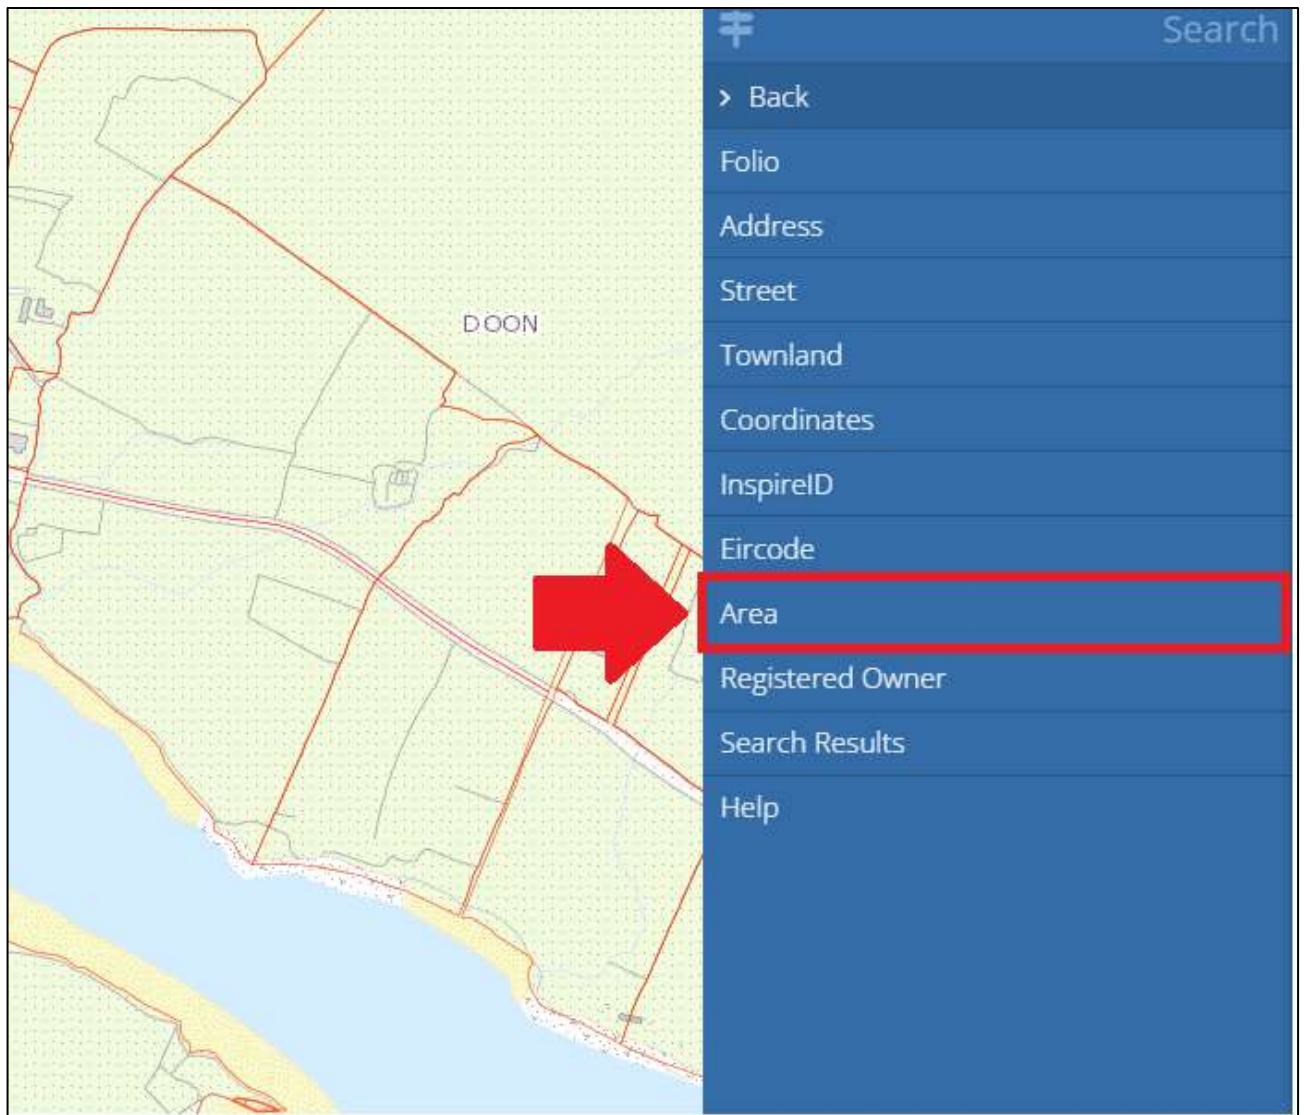 Search
Back
Folio
Address
Street
Townland
DOON
Coordinates
InspireID
Eircode
Area
Registered Owner
Search Results
Help